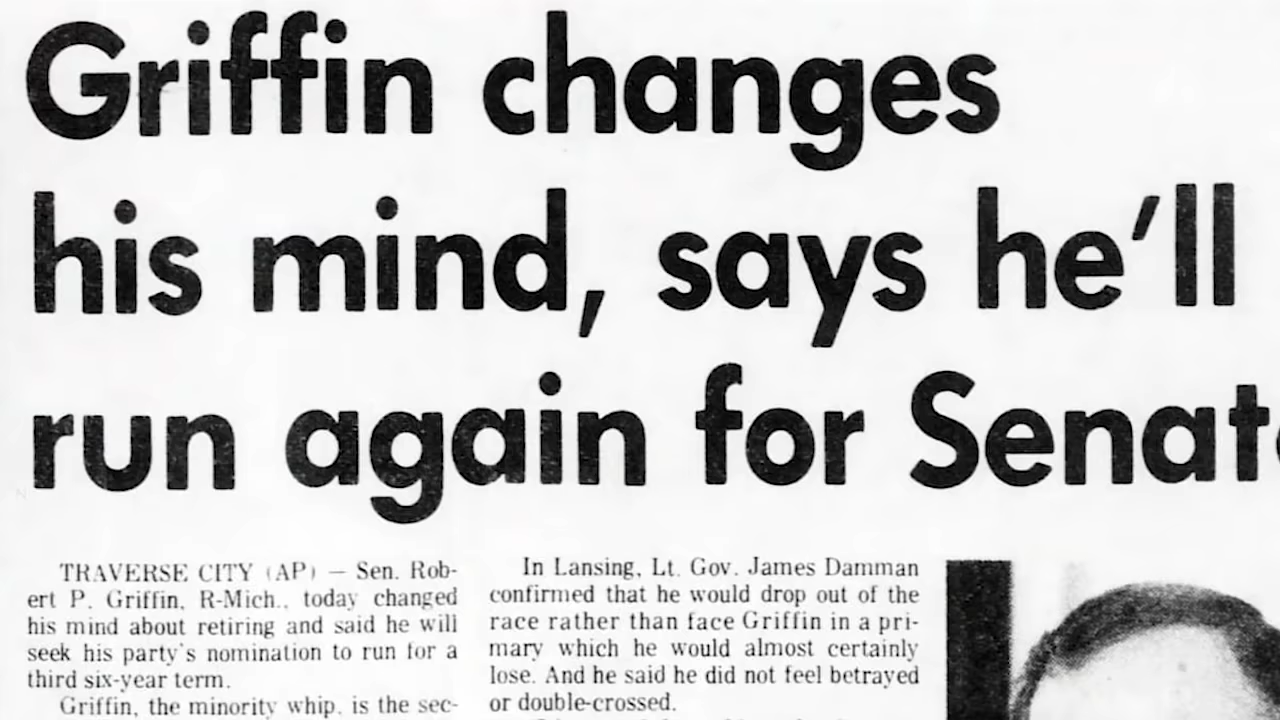 Griffin changes
his mind, says he'll
run again for Senat
TRAVERSE CITY (AP) — Sen. Rob-
ert P. Griffin, R-Mich., today changed
his mind about retiring and said he will
seek his party's nomination to run for a
third six-year term.
Griffin, the minority whip, is the sec-
In Lansing, Lt. Gov. James Damman
confirmed that he would drop out of the
race rather than face Griffin in a pri-
mary which he would almost certainly
lose. And he said he did not feel betrayed
or double-crossed.